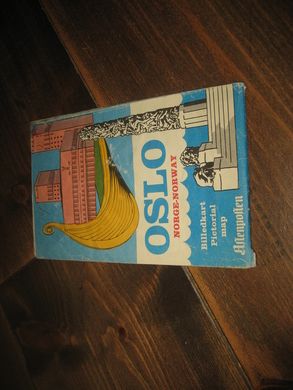 OSLO
NORGE-NORWAY
Billedkart
Pictorial
map
Aftenposten